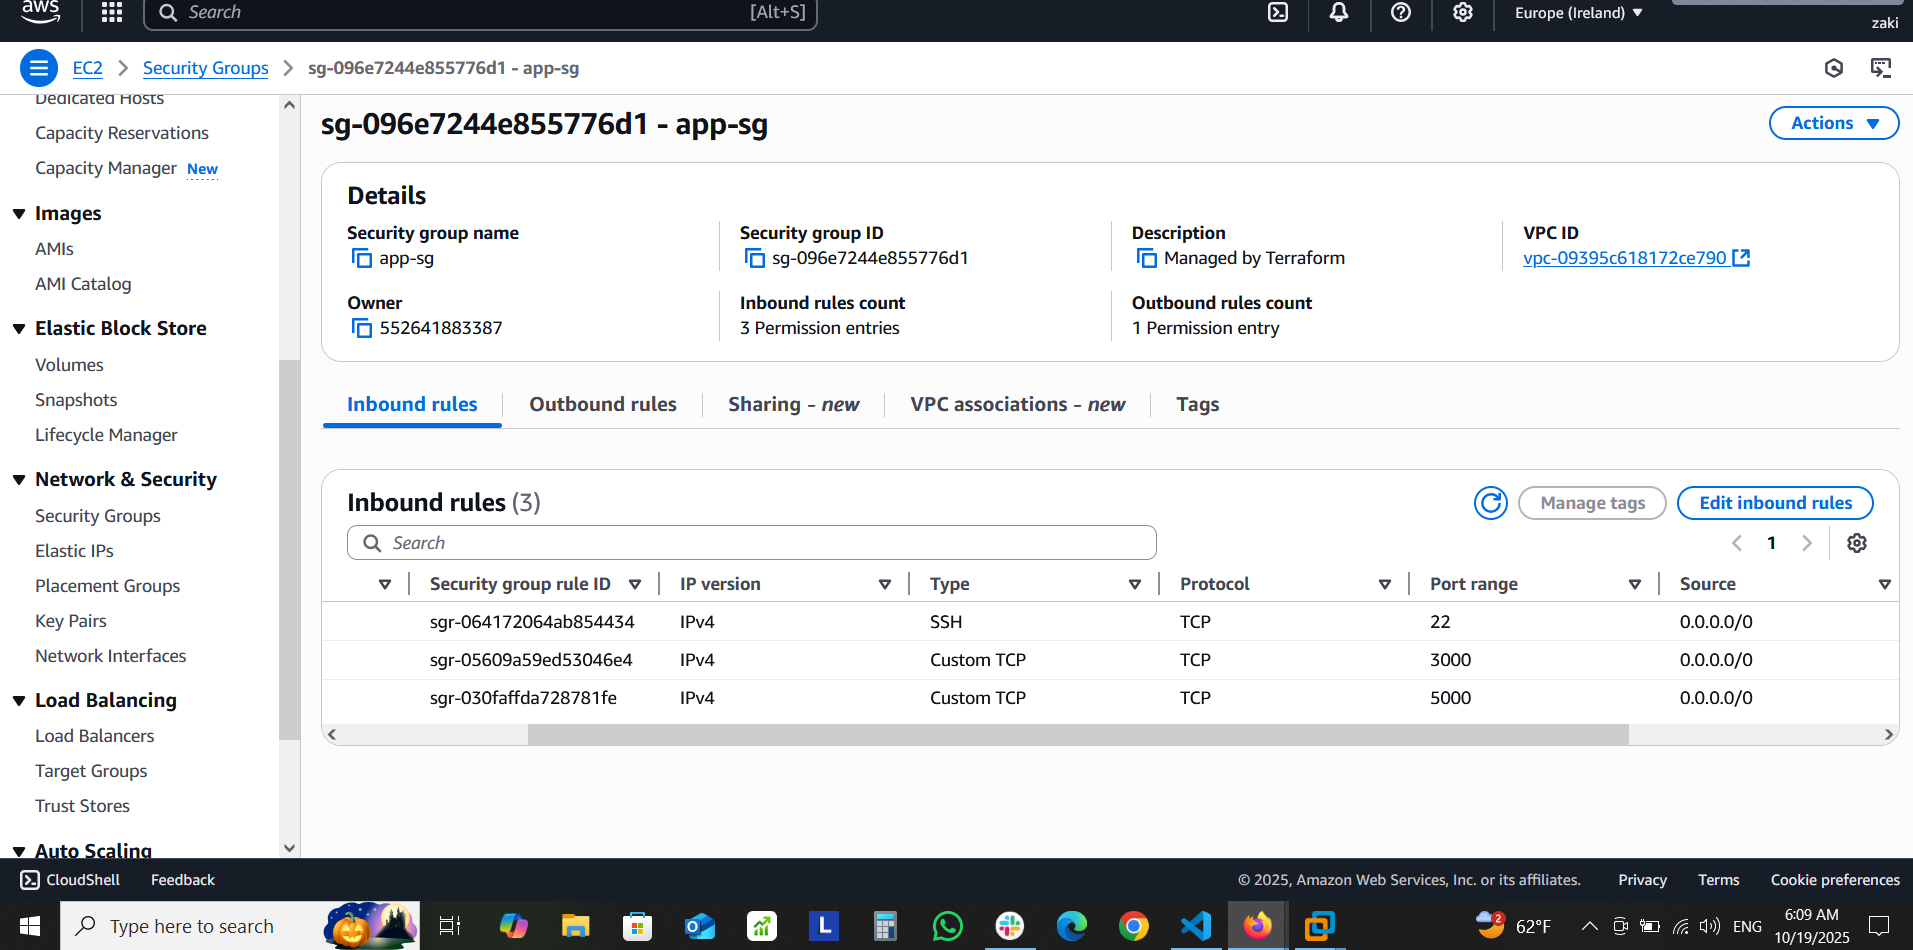 aws
Search
[Alt+S]
Europe (Ireland)
zaki
EC2
Security Groups
sg-096e7244e855776d1 - app-sg
Dedicated Hosts
Capacity Reservations
Capacity Manager New
Images
AMIs
AMI Catalog
Elastic Block Store
Volumes
Snapshots
Lifecycle Manager
Network & Security
Security Groups
Elastic IPs
Placement Groups
Key Pairs
Network Interfaces
Load Balancing
Load Balancers
Target Groups
Trust Stores
Auto Scaling
sg-096e7244e855776d1 - app-sg
Actions
Details
Security group name
app-sg
Security group ID
sg-096e7244e855776d1
Description
Managed by Terraform
VPC ID
vpc-09395c618172ce790
Owner
552641883387
Inbound rules count
3 Permission entries
Outbound rules count
1 Permission entry
Inbound rules
Outbound rules
Sharing - new
VPC associations - new
Tags
Inbound rules (3)
Manage tags
Edit inbound rules
Search
1
Security group rule ID IP version Type Protocol Port range Source
sgr-064172064ab854434 IPv4 SSH TCP 22 0.0.0.0/0
sgr-05609a59ed53046e4 IPv4 Custom TCP TCP 3000 0.0.0.0/0
sgr-030faffda728781fe IPv4 Custom TCP TCP 5000 0.0.0.0/0
CloudShell
Feedback
© 2025, Amazon Web Services, Inc. or its affiliates.
Privacy
Terms
Cookie preferences
Type here to search
L
2
62°F
ENG
6:09 AM
10/19/2025